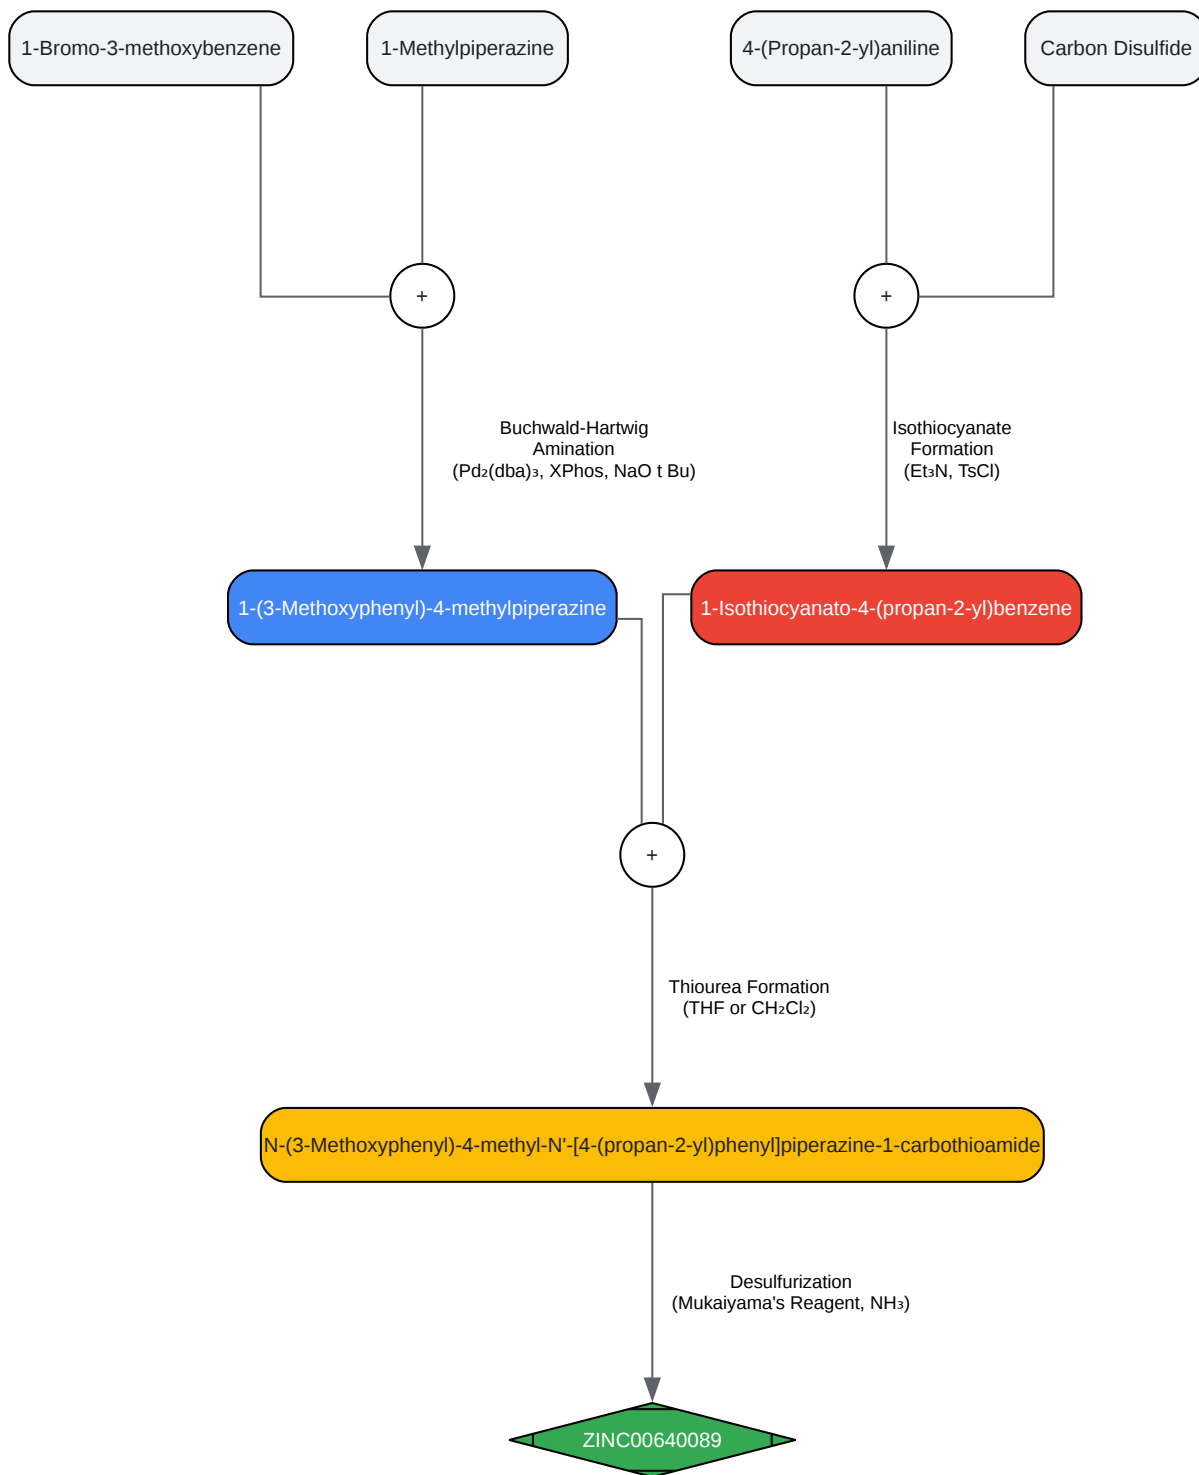 1-Bromo-3-methoxybenzene
1-Methylpiperazine
4-(Propan-2-yl)aniline
Carbon Disulfide
+
+
Buchwald-Hartwig
Amination
(Pd₂(dba)₃, XPhos, NaO t Bu)
Isothiocyanate
Formation
(Et₃N, TsCl)
1-(3-Methoxyphenyl)-4-methylpiperazine
1-Isothiocyanato-4-(propan-2-yl)benzene
+
Thiourea Formation
(THF or CH₂Cl₂)
N-(3-Methoxyphenyl)-4-methyl-N'-[4-(propan-2-yl)phenyl]piperazine-1-carbothioamide
Desulfurization
(Mukaiyama's Reagent, NH₃)
ZINC00640089